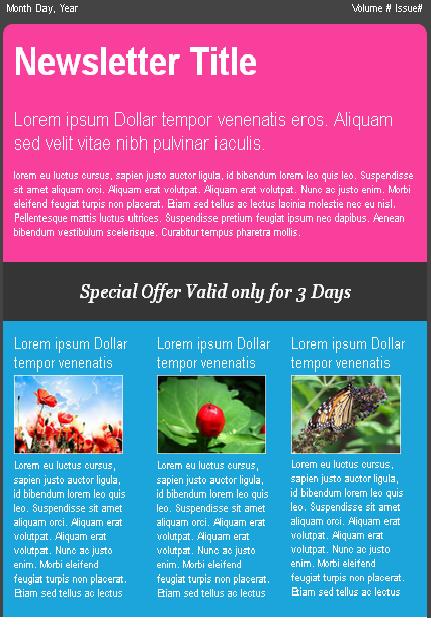 Month Day, Year
Volume # Issue#
Newsletter Title
Lorem ipsum Dollar tempor venenatis eros. Aliquam
sed velit vitae nibh pulvinar iaculis.
lorem eu luctus cursus, sapien justo auctor ligula, id bibendum lorem leo quis leo. Suspendisse
sit amet aliquam orci. Aliquam erat volutpat. Aliquam erat volutpat. Nunc ac justo enim. Morbi
eleifend feugiat turpis non placerat. Etiam sed tellus ac lectus lacinia molestie nec eu nisl.
Pellentesque mattis luctus ultrices. Suspendisse pretium feugiat ipsum nec dapibus. Aenean
bibendum vestibulum scelerisque. Curabitur tempus pharetra mollis.
Special Offer Valid only for 3 Days
Lorem ipsum Dollar
tempor venenatis
Lorem eu luctus cursus,
sapien justo auctor ligula,
id bibendum lorem leo quis
leo. Suspendisse sit amet
aliquam orci. Aliquam erat
volutpat. Aliquam erat
volutpat. Nunc ac justo
enim. Morbi eleifend
feugiat turpis non placerat.
Etiam sed tellus ac lectus
Lorem ipsum Dollar
tempor venenatis
Lorem eu luctus cursus,
sapien justo auctor ligula,
id bibendum lorem leo quis
leo. Suspendisse sit amet
aliquam orci. Aliquam erat
volutpat. Aliquam erat
volutpat. Nunc ac justo
enim. Morbi eleifend
feugiat turpis non placerat.
Etiam sed tellus ac lectus
Lorem ipsum Dollar
tempor venenatis
Lorem eu luctus cursus,
sapien justo auctor ligula,
id bibendum lorem leo quis
leo. Suspendisse sit amet
aliquam orci. Aliquam erat
volutpat. Aliquam erat
volutpat. Nunc ac justo
enim. Morbi eleifend
feugiat turpis non placerat.
Etiam sed tellus ac lectus